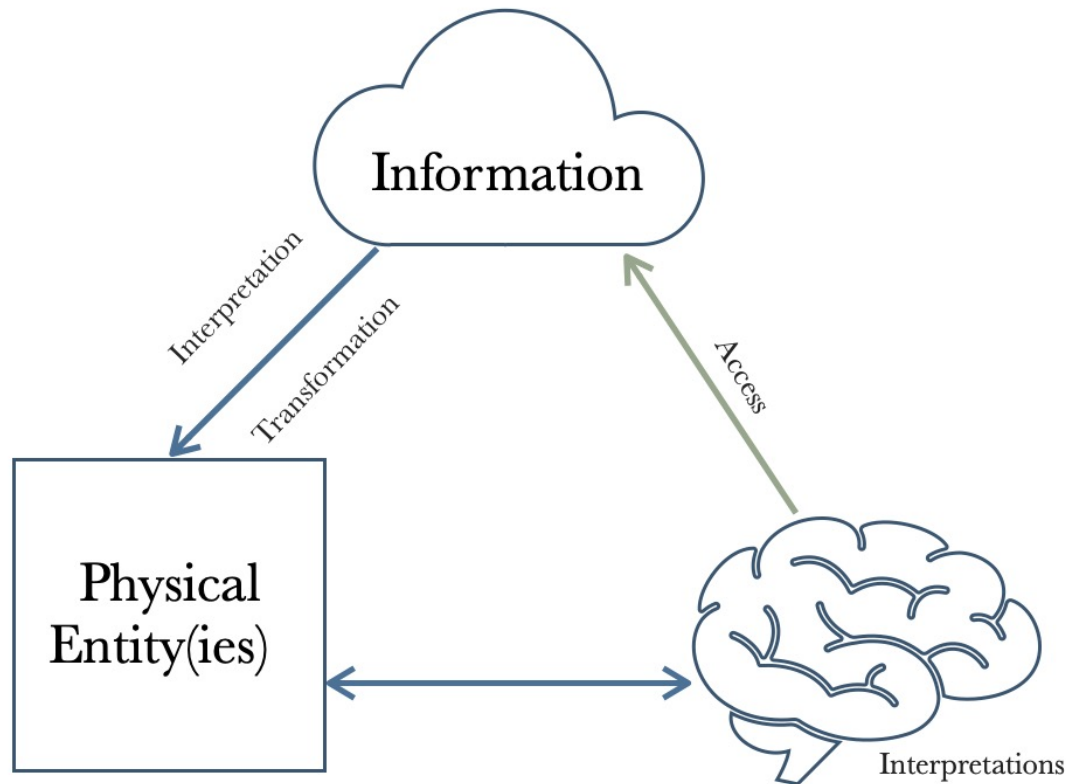 Information
Interpretation
Transformation
Access
Physical
Entity(ies)
Interpretations